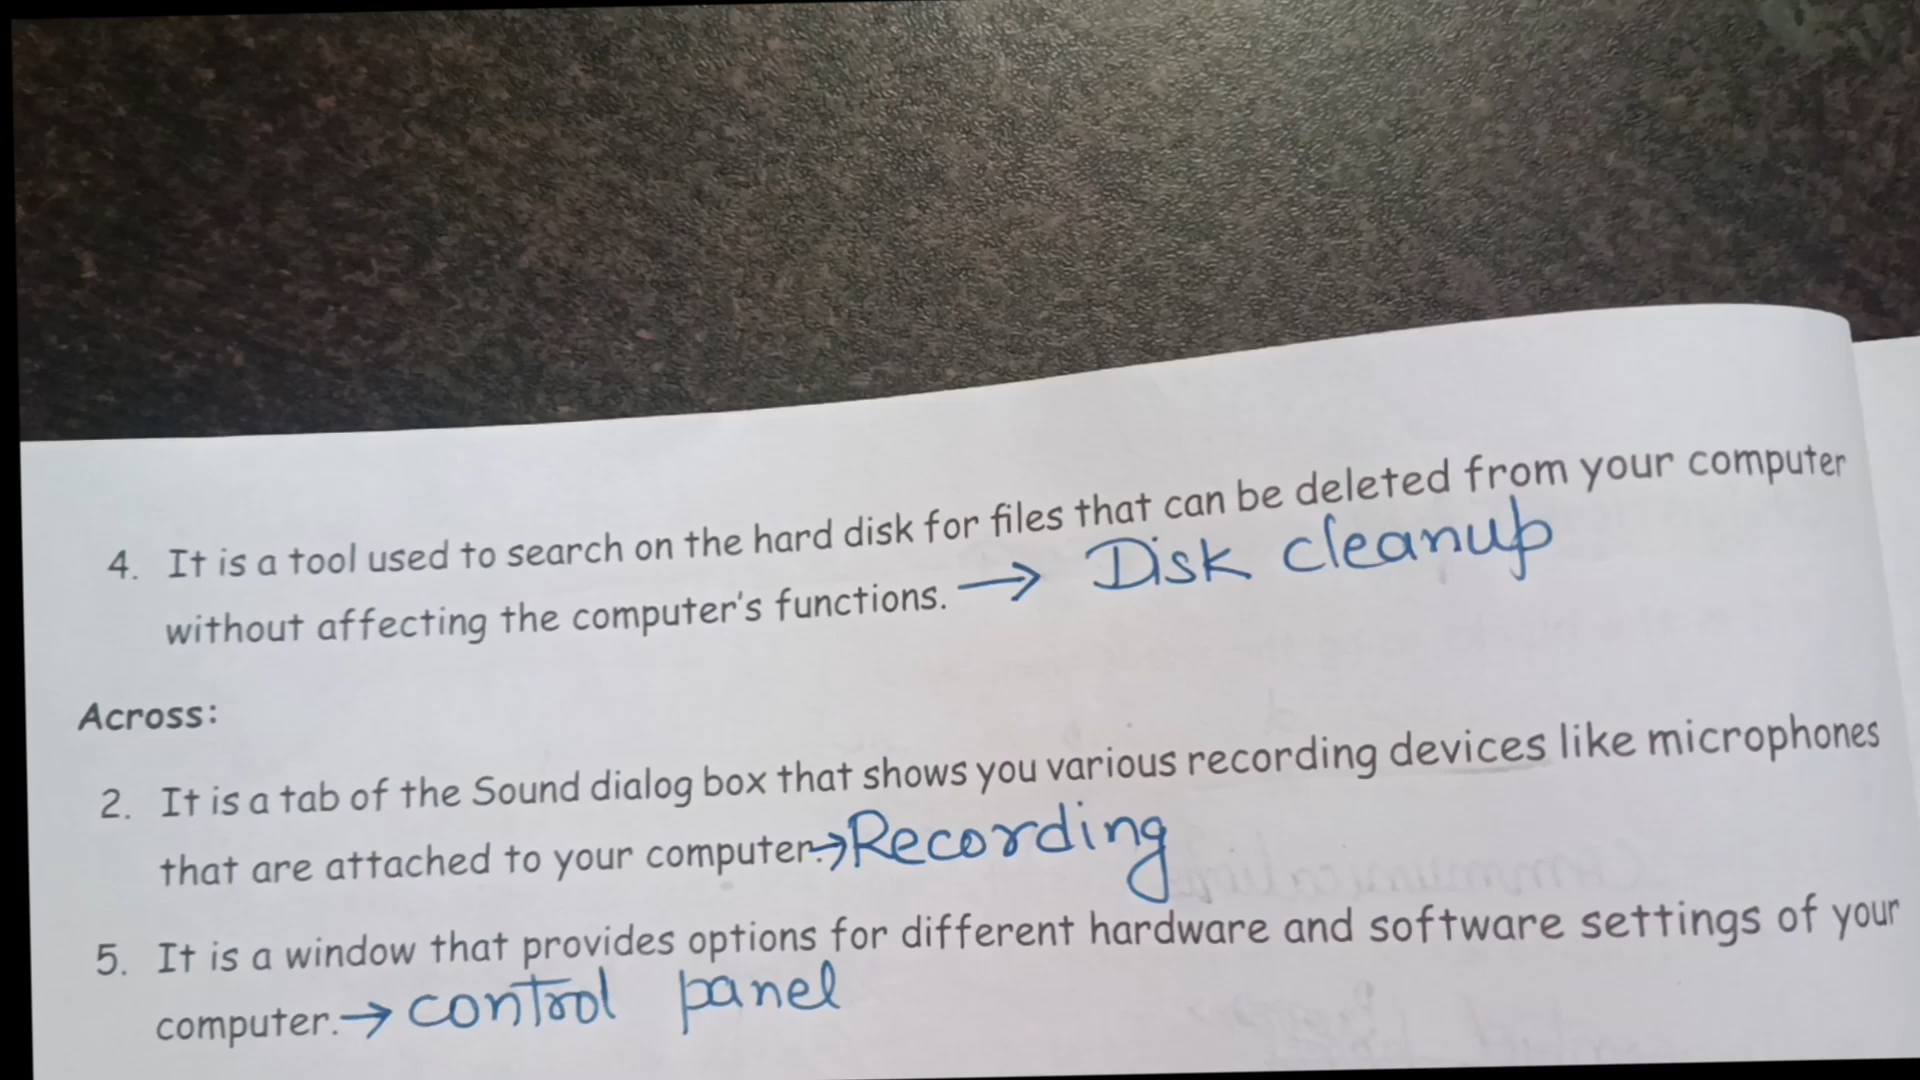 4. It is a tool used to search on the hard disk for files that can be deleted from your computer
without affecting the computer's functions. → Disk cleanup
Across:
2. It is a tab of the Sound dialog box that shows you various recording devices like microphones
that are attached to your computer.→Recording
5. It is a window that provides options for different hardware and software settings of your
computer.→ control panel